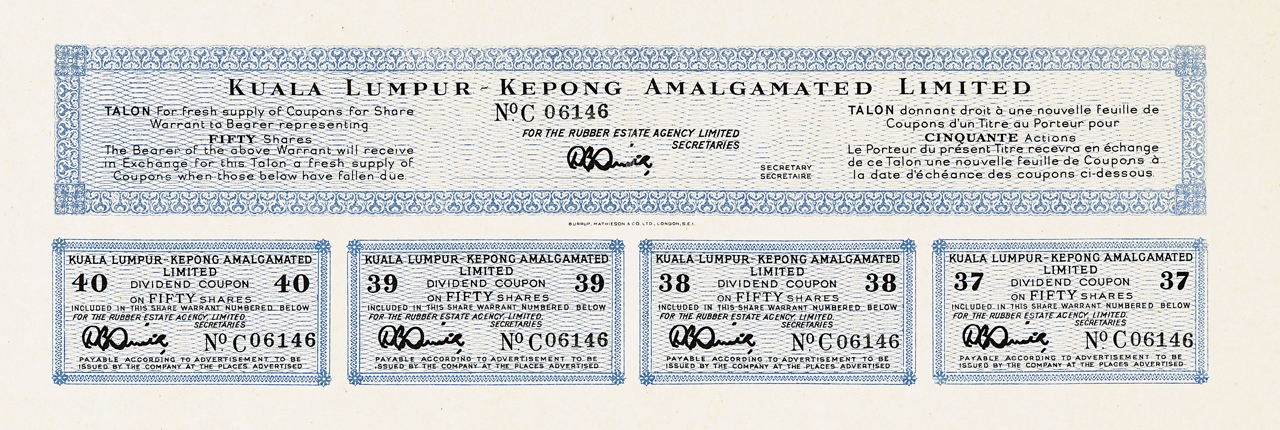 KUALA LUMPUR-KEPONG AMALGAMATED LIMITED
TALON For fresh supply of Coupons for Share
Warrant to Bearer representing
FIFTY Shares
The Bearer of the above Warrant will receive
in Exchange for this Talon a fresh supply of
Coupons when those below have fallen due
NºC 06146
FOR THE RUBBER ESTATE AGENCY LIMITED
SECRETARIES
SECRETARY
SECRÉTAIRE
TALON donnant droit à une nouvelle feuille de
Coupons d'un Titre au Porteur pour
CINQUANTE Actions
Le Porteur du présent Titre recevra en échange
de ce Talon une nouvelle feuille de Coupons à
la date d'échéance des coupons ci-dessous
BURRUP, MATHIESON & CO. LTD., LONDON, S.E.1.
KUALA LUMPUR-KEPONG AMALGAMATED
LIMITED
40 DIVIDEND COUPON 40
ON FIFTY SHARES
INCLUDED IN THIS SHARE WARRANT NUMBERED BELOW
FOR THE RUBBER ESTATE AGENCY, LIMITED.
SECRETARIES
Nº C06146
PAYABLE ACCORDING TO ADVERTISEMENT TO BE
ISSUED BY THE COMPANY AT THE PLACES ADVERTISED
KUALA LUMPUR-KEPONG AMALGAMATED
LIMITED
39 DIVIDEND COUPON 39
ON FIFTY SHARES
INCLUDED IN THIS SHARE WARRANT NUMBERED BELOW
FOR THE RUBBER ESTATE AGENCY, LIMITED.
SECRETARIES
Nº C06146
PAYABLE ACCORDING TO ADVERTISEMENT TO BE
ISSUED BY THE COMPANY AT THE PLACES ADVERTISED
KUALA LUMPUR-KEPONG AMALGAMATED
LIMITED
38 DIVIDEND COUPON 38
ON FIFTY SHARES
INCLUDED IN THIS SHARE WARRANT NUMBERED BELOW
FOR THE RUBBER ESTATE AGENCY, LIMITED.
SECRETARIES
Nº C06146
PAYABLE ACCORDING TO ADVERTISEMENT TO BE
ISSUED BY THE COMPANY AT THE PLACES ADVERTISED
KUALA LUMPUR-KEPONG AMALGAMATED
LIMITED
37 DIVIDEND COUPON 37
ON FIFTY SHARES
INCLUDED IN THIS SHARE WARRANT NUMBERED BELOW
FOR THE RUBBER ESTATE AGENCY, LIMITED.
SECRETARIES
Nº C06146
PAYABLE ACCORDING TO ADVERTISEMENT TO BE
ISSUED BY THE COMPANY AT THE PLACES ADVERTISED